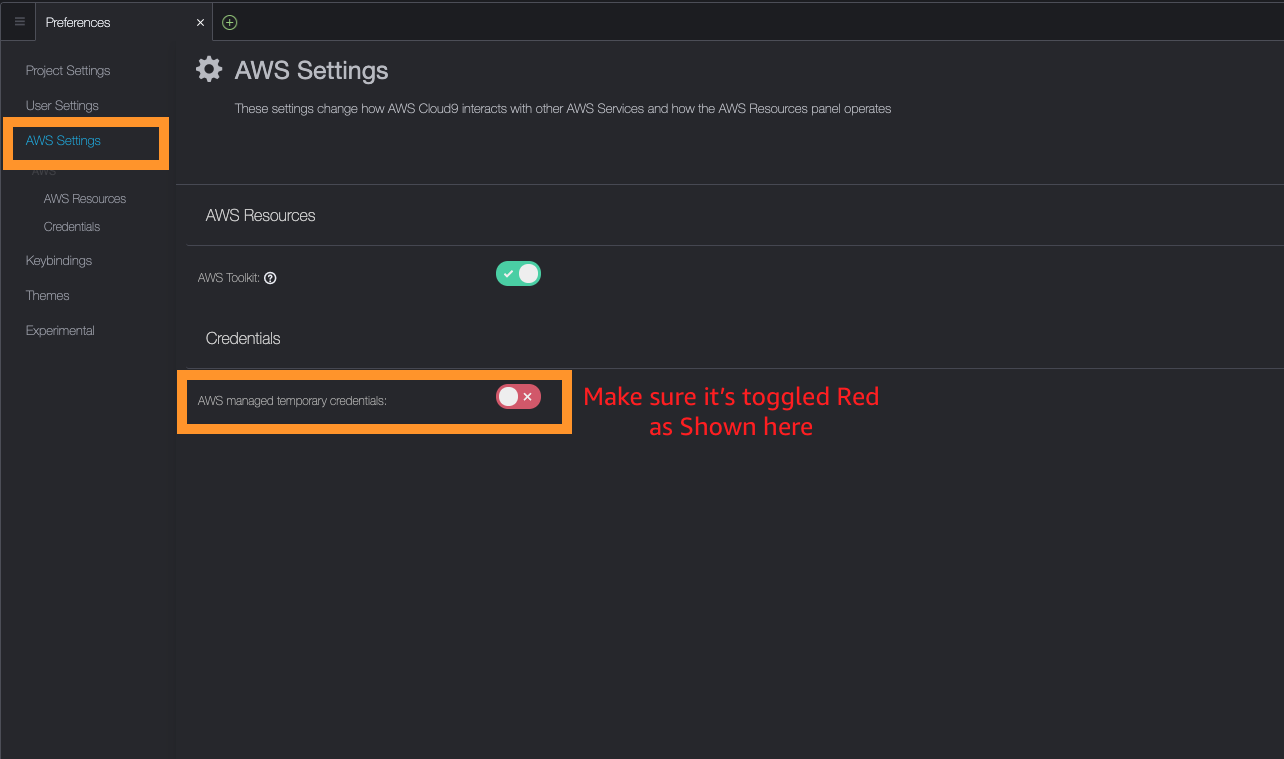 Preferences
Project Settings
User Settings
AWS Settings
AWS
AWS Resources
Credentials
Keybindings
Themes
Experimental
AWS Settings
These settings change how AWS Cloud9 interacts with other AWS Services and how the AWS Resources panel operates
AWS Resources
AWS Toolkit:
Credentials
AWS managed temporary credentials:
Make sure it's toggled Red
as Shown here